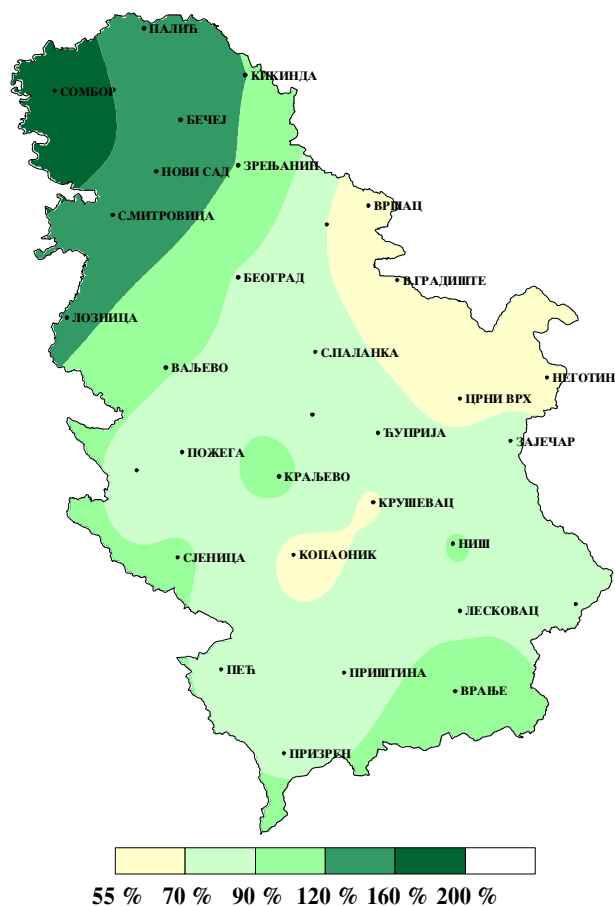 ПАЛИЋ
КИКИНДА
СОМБОР
БЕЧЕЈ
ЗРЕЊАНИН
НОВИ САД
ВРШАЦ
С.МИТРОВИЦА
БЕОГРАД
В.ГРАДИШТЕ
ЛОЗНИЦА
С.ПАЛАНКА
ВАЉЕВО
НЕГОТИН
ЦРНИ ВРХ
ЋУПРИЈА
ЗАЈЕЧАР
ПОЖЕГА
КРАЉЕВО
КРУШЕВАЦ
НИШ
КОПАОНИК
СЈЕНИЦА
ЛЕСКОВАЦ
ПЕЋ
ПРИШТИНА
ВРАЊЕ
ПРИЗРЕН
55 % 70 % 90 % 120 % 160 % 200 %